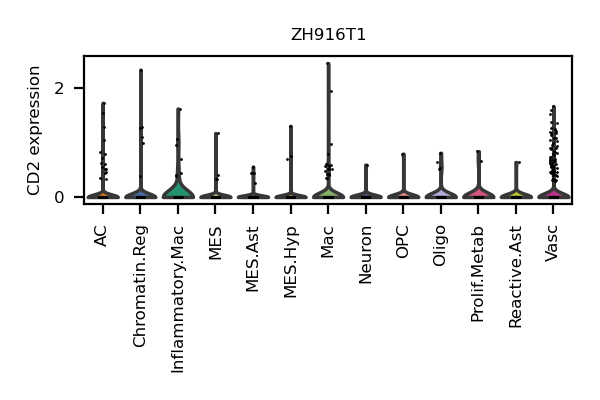 ZH916T1
CD2 expression
2
0
AC
Chromatin.Reg
Inflammatory.Mac
MES
MES.Ast
MES.Hyp
Mac
Neuron
OPC
Oligo
Prolif.Metab
Reactive.Ast
Vasc